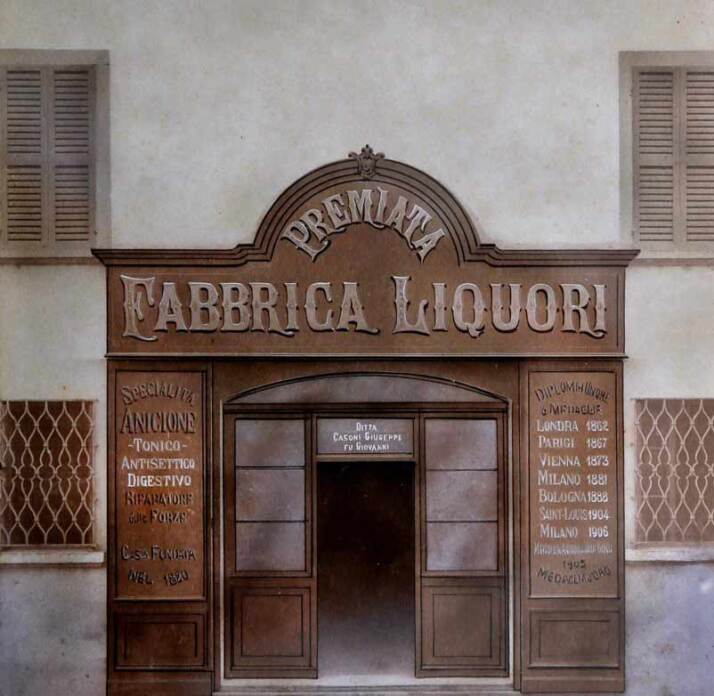 PREMIATA
FABBRICA LIQUORI
SPECIALITÀ
ANICIONE
-TONICO-
ANTISETTICO
DIGESTIVO
RIPARATORE
DELLE FORZE
CASA FONDATA
NEL 1820
DITTA
CASONI GIUSEPPE
FU GIOVANNI
DIPLOMI D'ONORE
E MEDAGLIE
LONDRA 1862
PARIGI 1867
VIENNA 1873
MILANO 1881
BOLOGNA 1888
SAINT-LOUIS 1904
MILANO 1906
1905
MEDAGLIA D'ORO